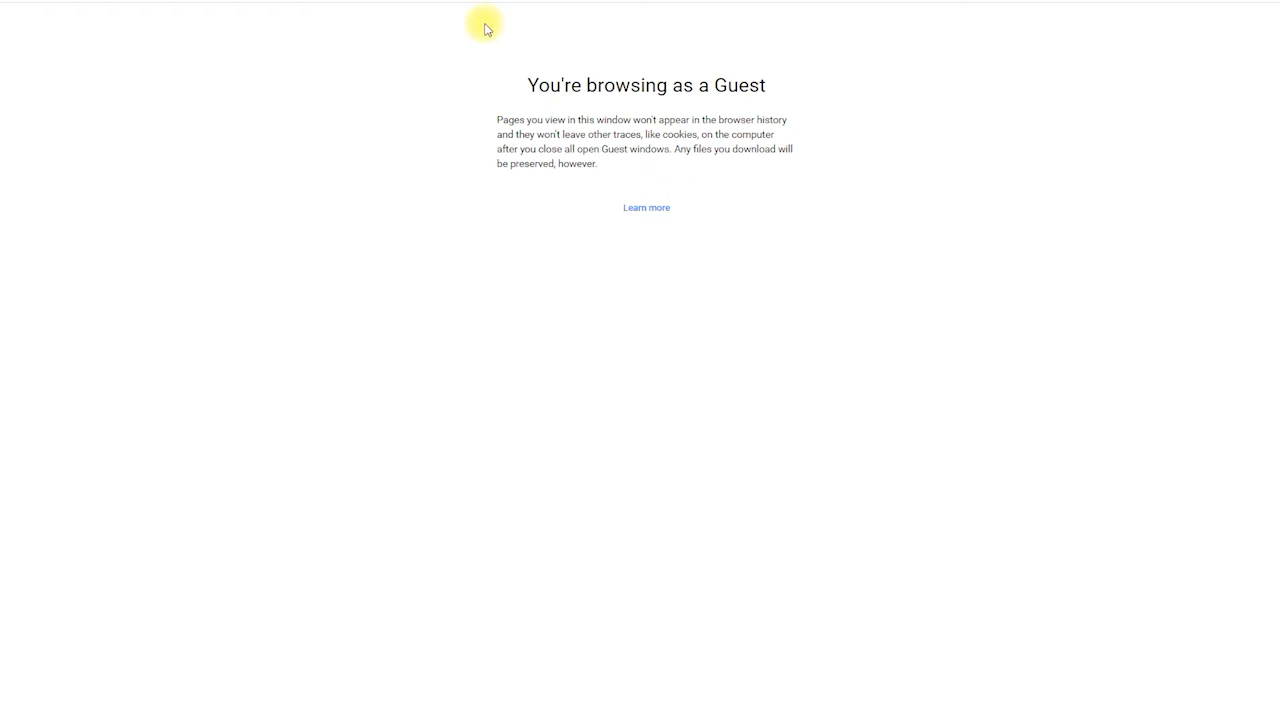 You're browsing as a Guest
Pages you view in this window won't appear in the browser history
and they won't leave other traces, like cookies, on the computer
after you close all open Guest windows. Any files you download will
be preserved, however.
Learn more